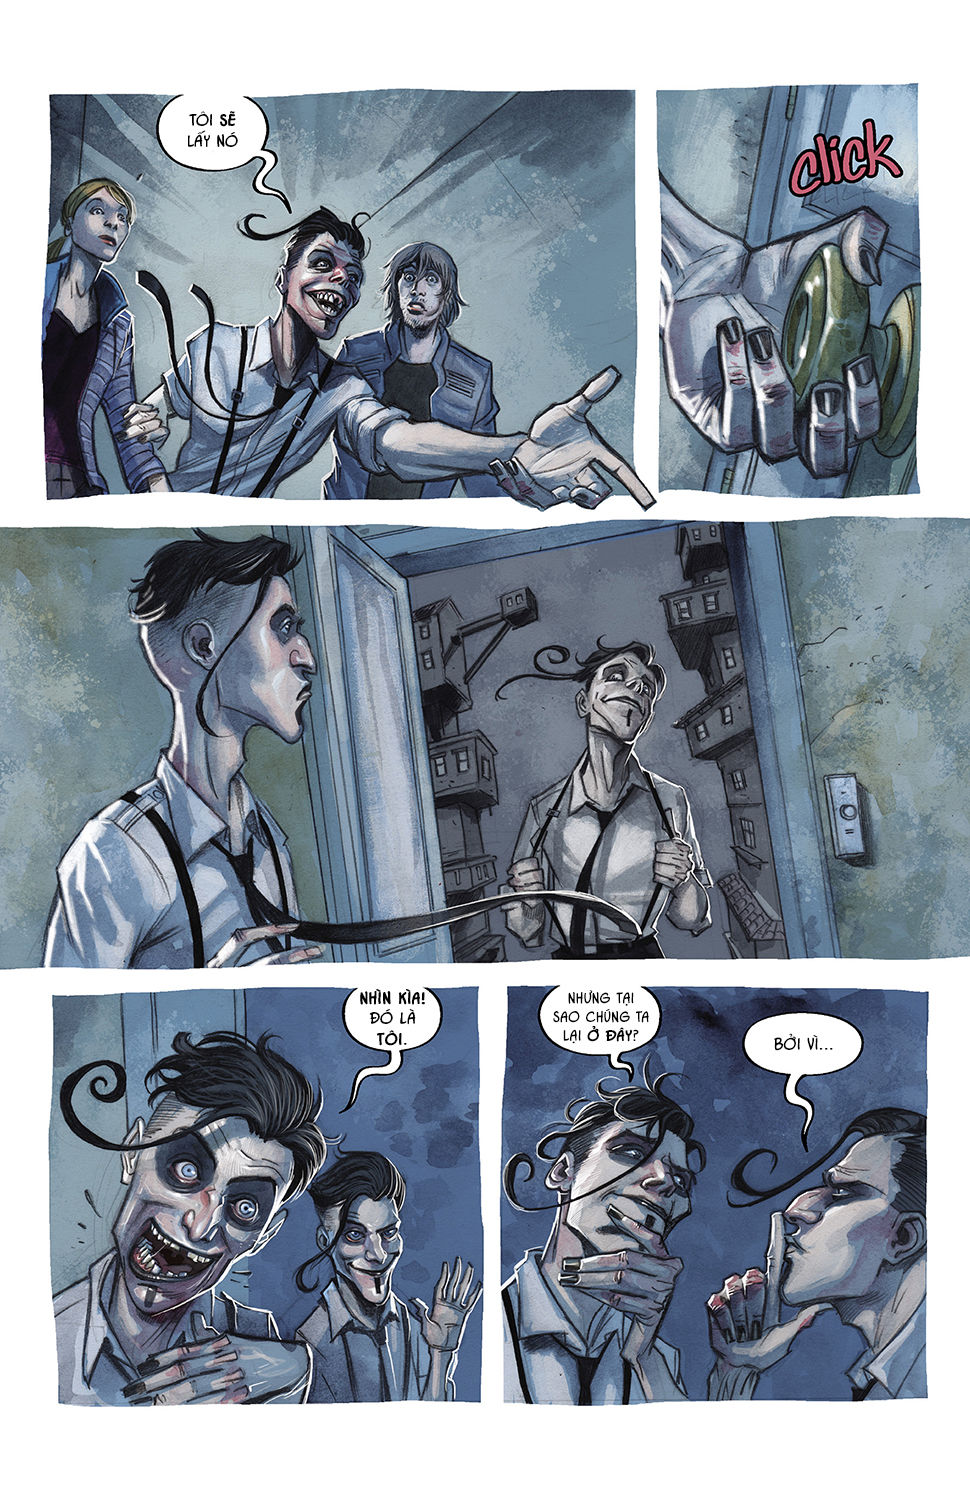 TÔI SẼ
LẤY NÓ
Click
NHÌN KÌA!
ĐÓ LÀ
TÔI.
NHƯNG TẠI
SAO CHÚNG TA
LẠI Ở ĐÂY?
BỞI VÌ...